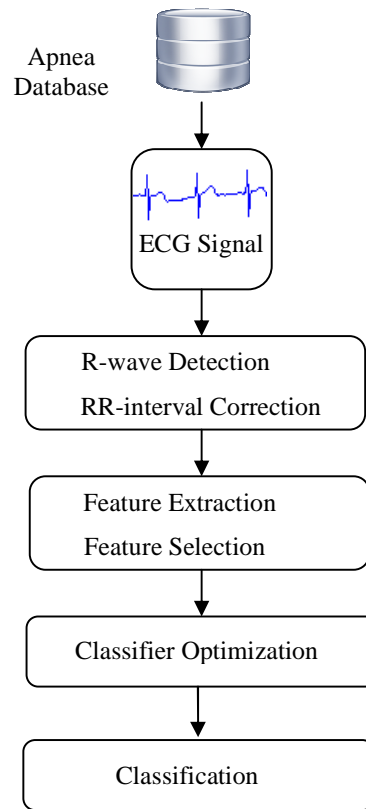 Apnea
Database
ECG Signal
R-wave Detection
RR-interval Correction
Feature Extraction
Feature Selection
Classifier Optimization
Classification